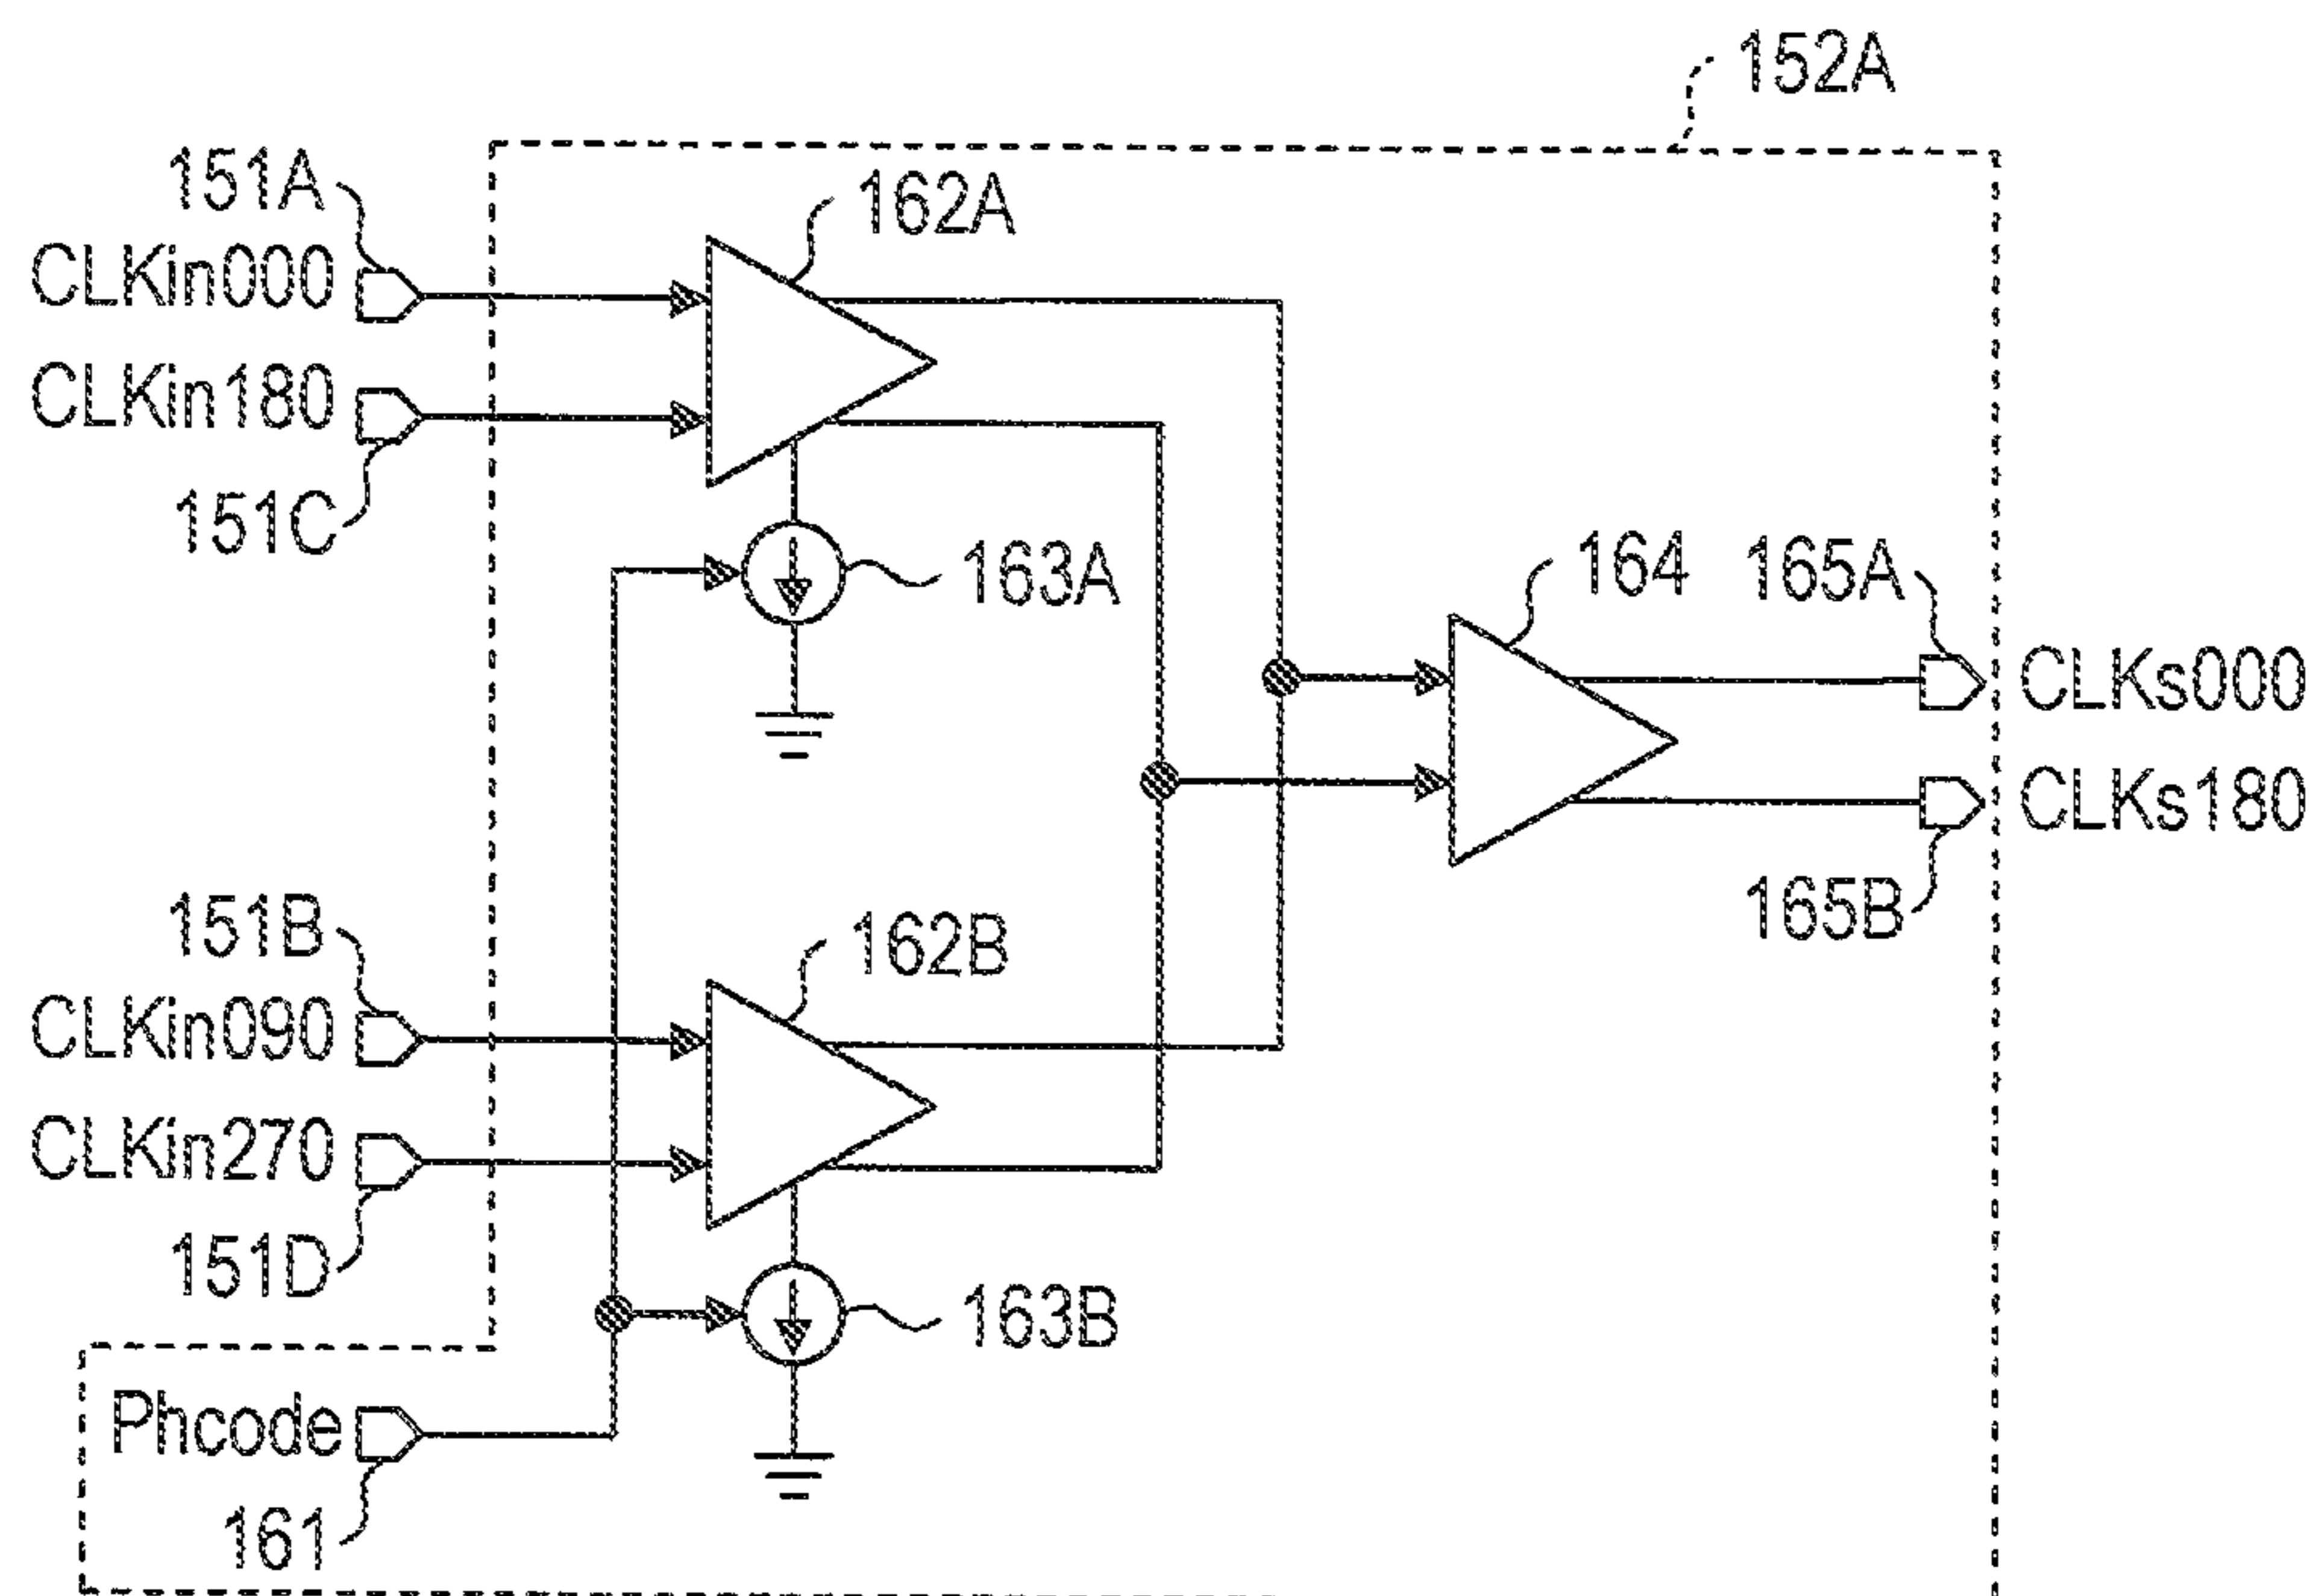 152A
151A
162A
CLKin000
CLKin180
151C
163A
164
165A
CLKs000
CLKs180
165B
151B
162B
CLKin090
CLKin270
151D
163B
Phcode
161